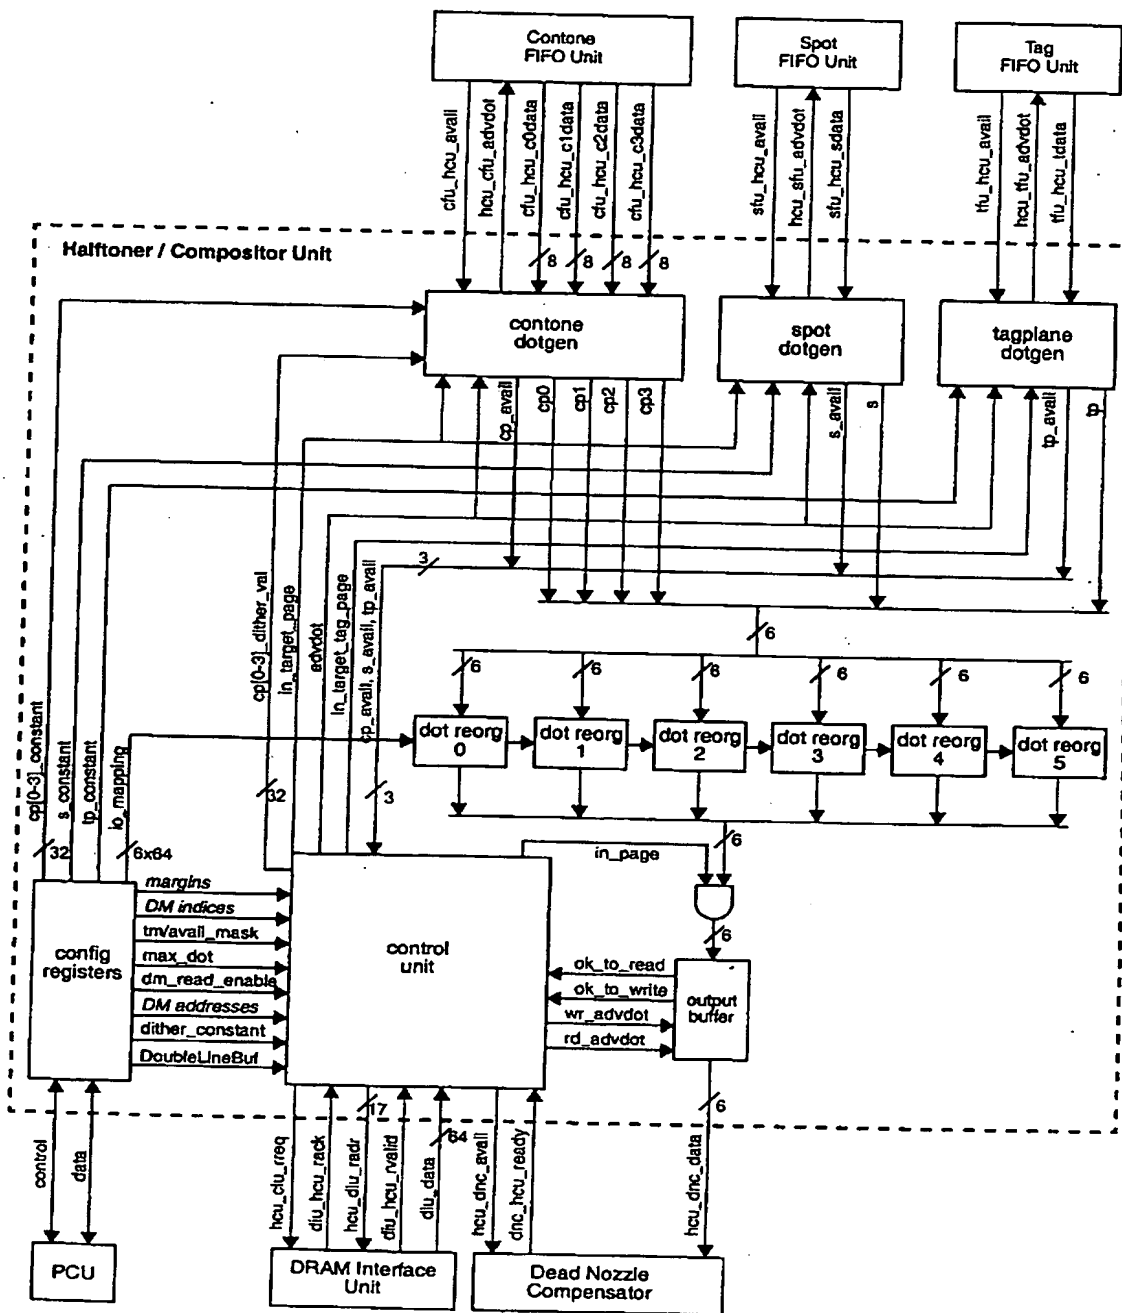 Contone
FIFO Unit
Spot
FIFO Unit
Tag
FIFO Unit
cfu_hcu_avail
hcu_cfu_advdot
cfu_hcu_c0data
cfu_hcu_c1data
cfu_hcu_c2data
cfu_hcu_c3data
sfu_hcu_avail
hcu_sfu_advdot
sfu_hcu_sdata
tfu_hcu_avail
hcu_tfu_advdot
tfu_hcu_tdata
Halftoner / Compositor Unit
8
8
8
8
contone
dotgen
spot
dotgen
tagplane
dotgen
cp_avail
cp0
cp1
cp2
cp3
s_avail
s
tp_avail
tp
3
cp[0-3]_dither_val
in_target_page
advdot
in_target_tag_page
cp_avail, s_avail, tp_avail
6
6
6
6
6
6
6
dot reorg
0
dot reorg
1
dot reorg
2
dot reorg
3
dot reorg
4
dot reorg
5
cp[0-3]_constant
s_constant
tp_constant
io_mapping
32
3
32
6x64
in_page
6
margins
DM indices
tm/avail_mask
max_dot
dm_read_enable
DM addresses
dither_constant
DoubleLineBuf
config
registers
control
unit
6
ok_to_read
ok_to_write
wr_advdot
rd_advdot
output
buffer
17
64
6
control
data
hcu_clu_rreq
diu_hcu_rack
hcu_diu_radr
diu_hcu_rvalid
diu_data
hcu_dnc_avail
dnc_hcu_ready
hcu_dnc_data
PCU
DRAM Interface
Unit
Dead Nozzle
Compensator